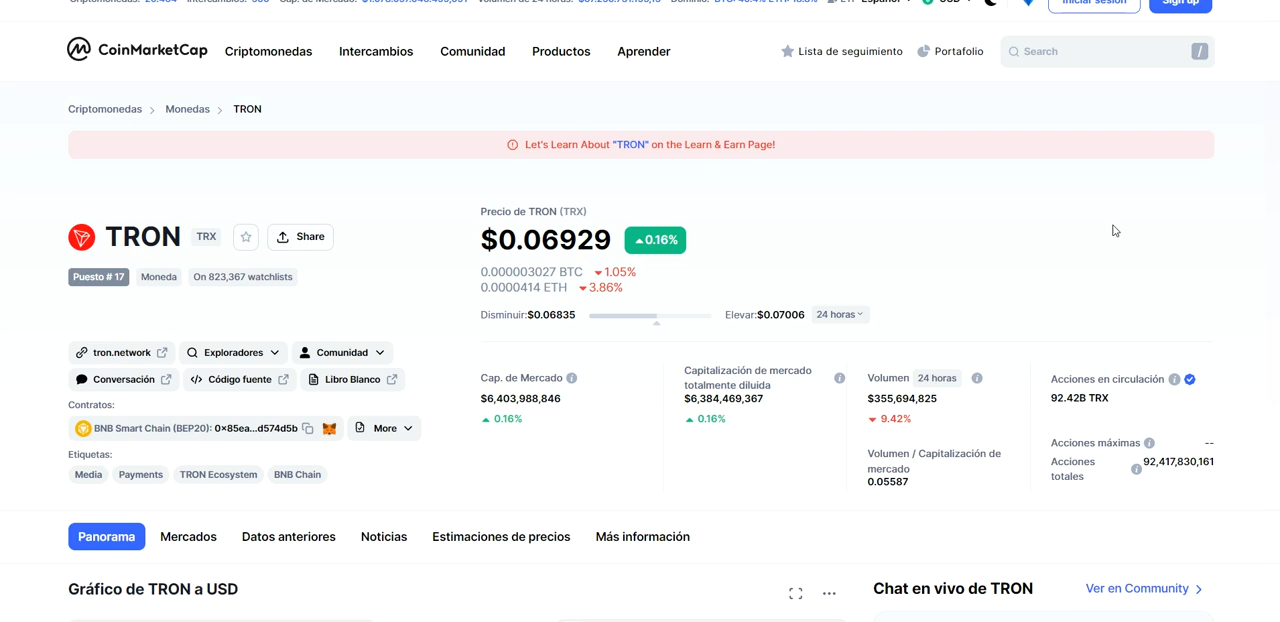 Español
CoinMarketCap
Criptomonedas
Intercambios
Comunidad
Productos
Aprender
Lista de seguimiento
Portafolio
Search
/
Criptomonedas > Monedas > TRON
Let's Learn About "TRON" on the Learn & Earn Page!
Precio de TRON (TRX)
TRON TRX
Share
$0.06929 0.16%
Puesto # 17
Moneda
On 823,367 watchlists
0.000003027 BTC 1.05%
0.0000414 ETH 3.86%
Disminuir:$0.06835
Elevar:$0.07006
24 horas
tron.network
Exploradores
Comunidad
Conversación
Código fuente
Libro Blanco
Contratos:
BNB Smart Chain (BEP20): 0x85ea...d574d5b
More
Etiquetas:
Media
Payments
TRON Ecosystem
BNB Chain
Cap. de Mercado
$6,403,988,846
0.16%
Capitalización de mercado
totalmente diluida
$6,384,469,367
0.16%
Volumen 24 horas
$355,694,825
9.42%
Volumen / Capitalización de
mercado
0.05587
Acciones en circulación
92.42B TRX
Acciones máximas --
Acciones
totales
92,417,830,161
Panorama
Mercados
Datos anteriores
Noticias
Estimaciones de precios
Más información
Gráfico de TRON a USD
Chat en vivo de TRON
Ver en Community >